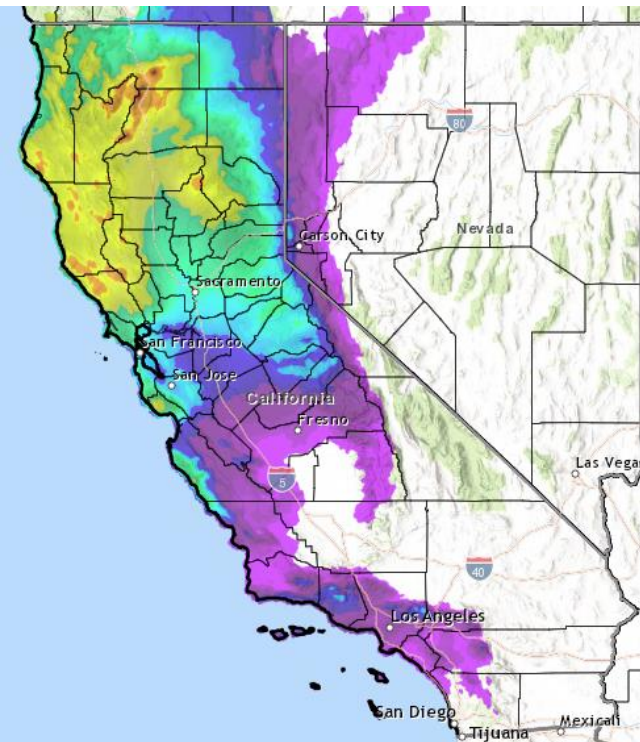 80
Nevada
Carson City
Sacramento
San Francisco
San Jose
California
Fresno
Las Vega
5
40
Los Angeles
San Diego
Mexicali
Tijuana